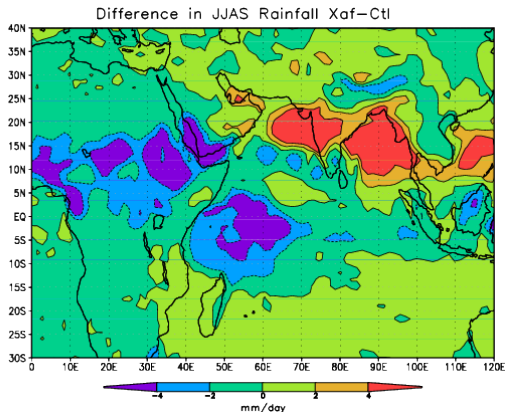 Difference in JJAS Rainfall Xaf-Ctl
40N
35N
30N
25N
20N
15N
10N
5N
EQ
5S
10S
15S
20S
25S
30S
0 10E 20E 30E 40E 50E 60E 70E 80E 90E 100E 110E 120E
-4 -2 0 2 4
mm/day